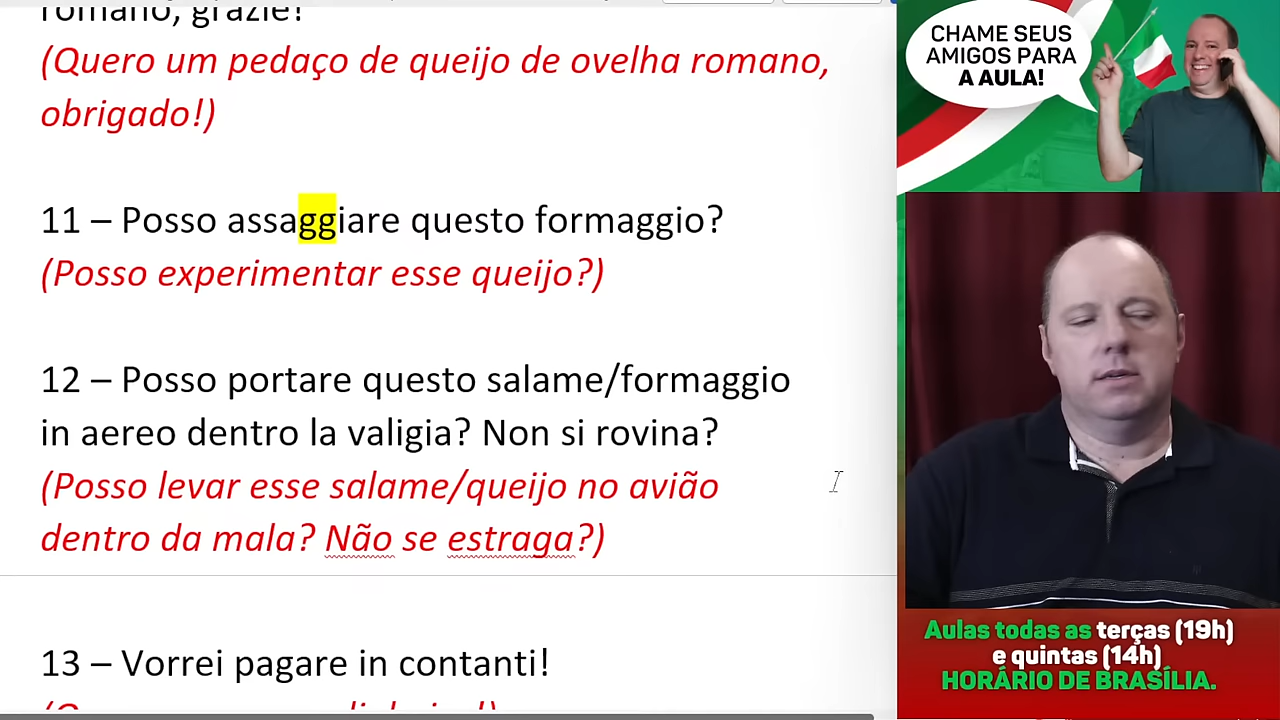 romano, grazie!
(Quero um pedaço de queijo de ovelha romano,
obrigado!)
11 – Posso assaggiare questo formaggio?
(Posso experimentar esse queijo?)
12 – Posso portare questo salame/formaggio
in aereo dentro la valigia? Non si rovina?
(Posso levar esse salame/queijo no avião
dentro da mala? Não se estraga?)
13 – Vorrei pagare in contanti!
CHAME SEUS
AMIGOS PARA
A AULA!
Aulas todas as terças (19h)
e quintas (14h)
HORÁRIO DE BRASÍLIA.